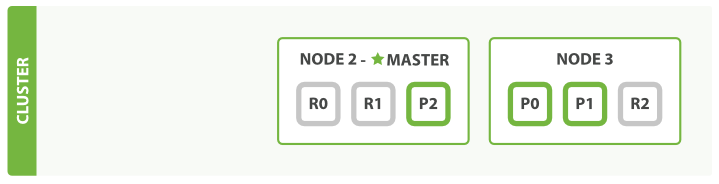 CLUSTER
NODE 2 - ★MASTER
R0 R1 P2
NODE 3
P0 P1 R2